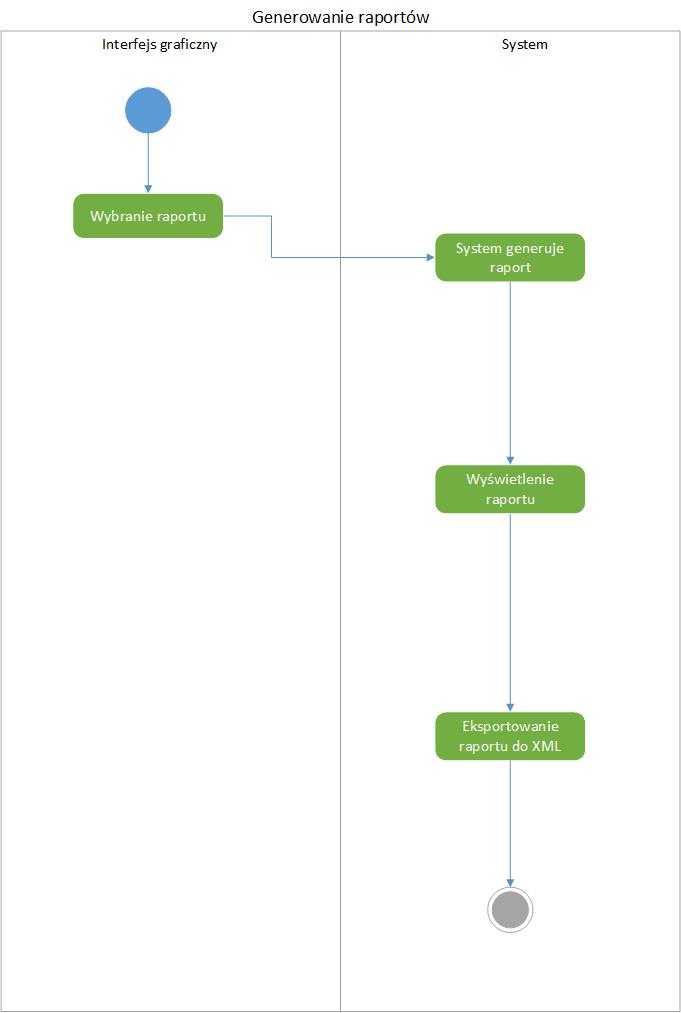 Generowanie raportów
Interfejs graficzny
System
Wybranie raportu
System generuje
raport
Wyświetlenie
raportu
Eksportowanie
raportu do XML